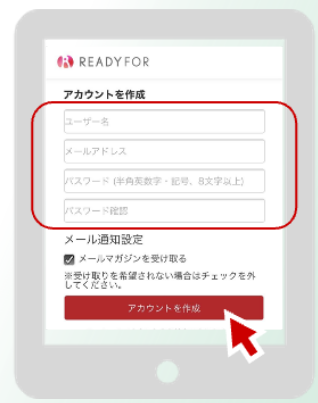 READYFOR
アカウントを作成
ユーザー名
メールアドレス
パスワード (半角英数字・記号、8文字以上)
パスワード確認
メール通知設定
メールマガジンを受け取る
※受け取りを希望されない場合はチェックを外
してください。
アカウントを作成